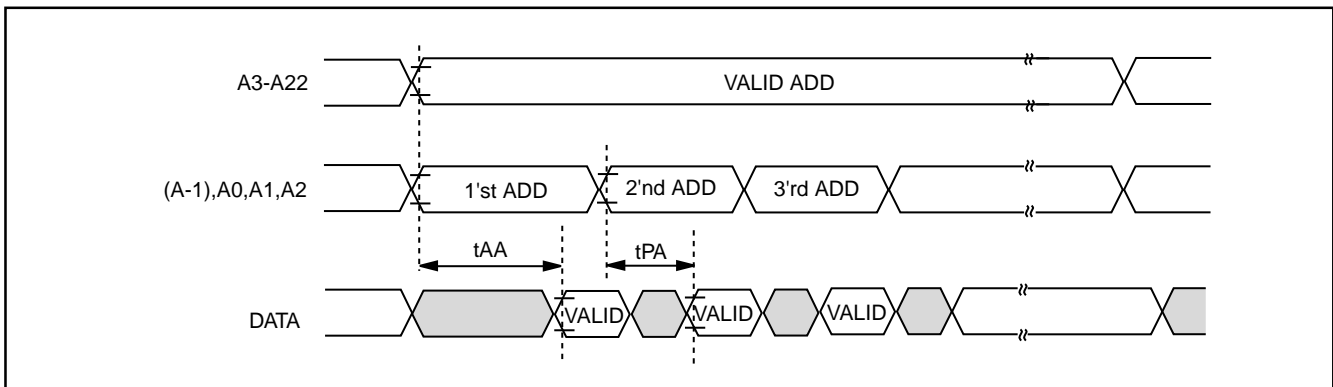 A3-A22
VALID ADD
(A-1),A0,A1,A2
1'st ADD
2'nd ADD
3'rd ADD
tAA
tPA
DATA
VALID
VALID
VALID